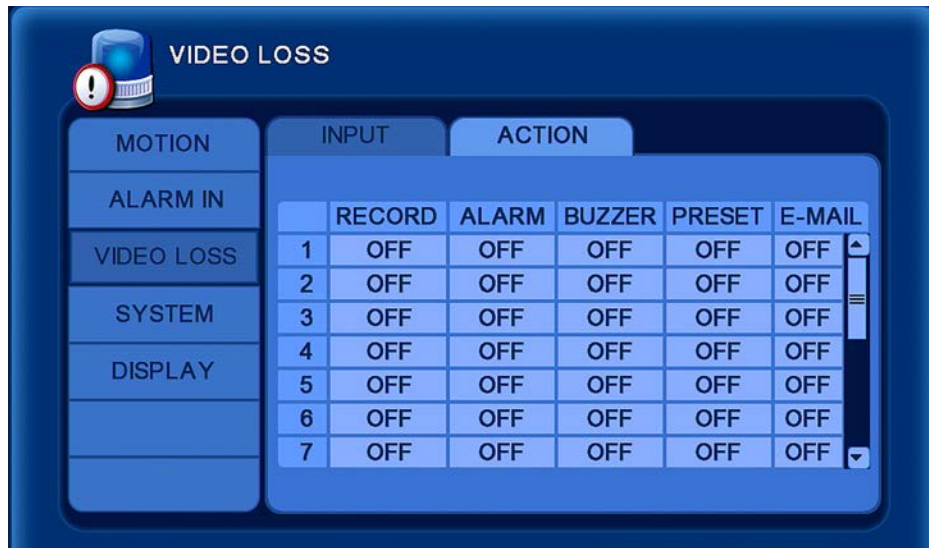 VIDEO LOSS
MOTION
ALARM IN
VIDEO LOSS
SYSTEM
DISPLAY
INPUT ACTION
RECORD ALARM BUZZER PRESET E-MAIL
1 OFF OFF OFF OFF OFF
2 OFF OFF OFF OFF OFF
3 OFF OFF OFF OFF OFF
4 OFF OFF OFF OFF OFF
5 OFF OFF OFF OFF OFF
6 OFF OFF OFF OFF OFF
7 OFF OFF OFF OFF OFF